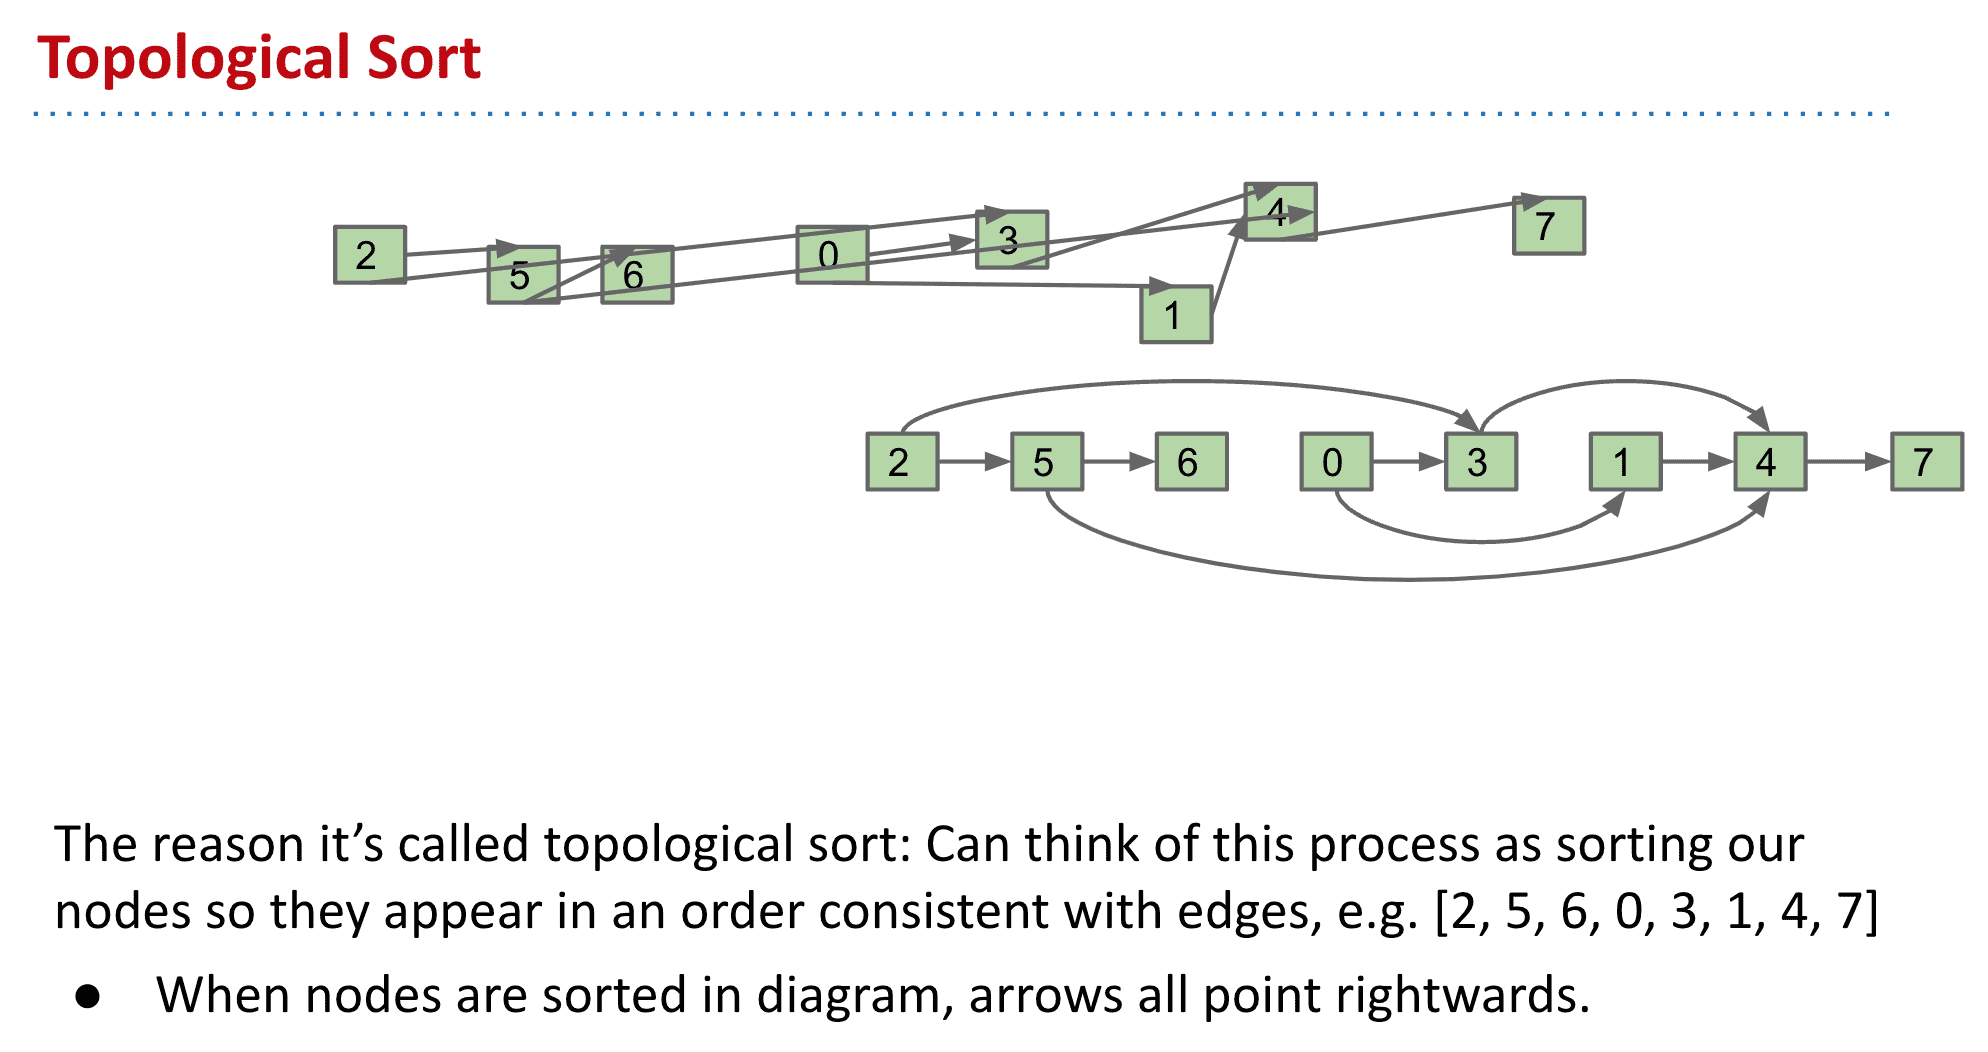 Topological Sort
2 5 6 0 3 1 4 7
2 5 6 0 3 1 4 7
The reason it’s called topological sort: Can think of this process as sorting our
nodes so they appear in an order consistent with edges, e.g. [2, 5, 6, 0, 3, 1, 4, 7]
● When nodes are sorted in diagram, arrows all point rightwards.